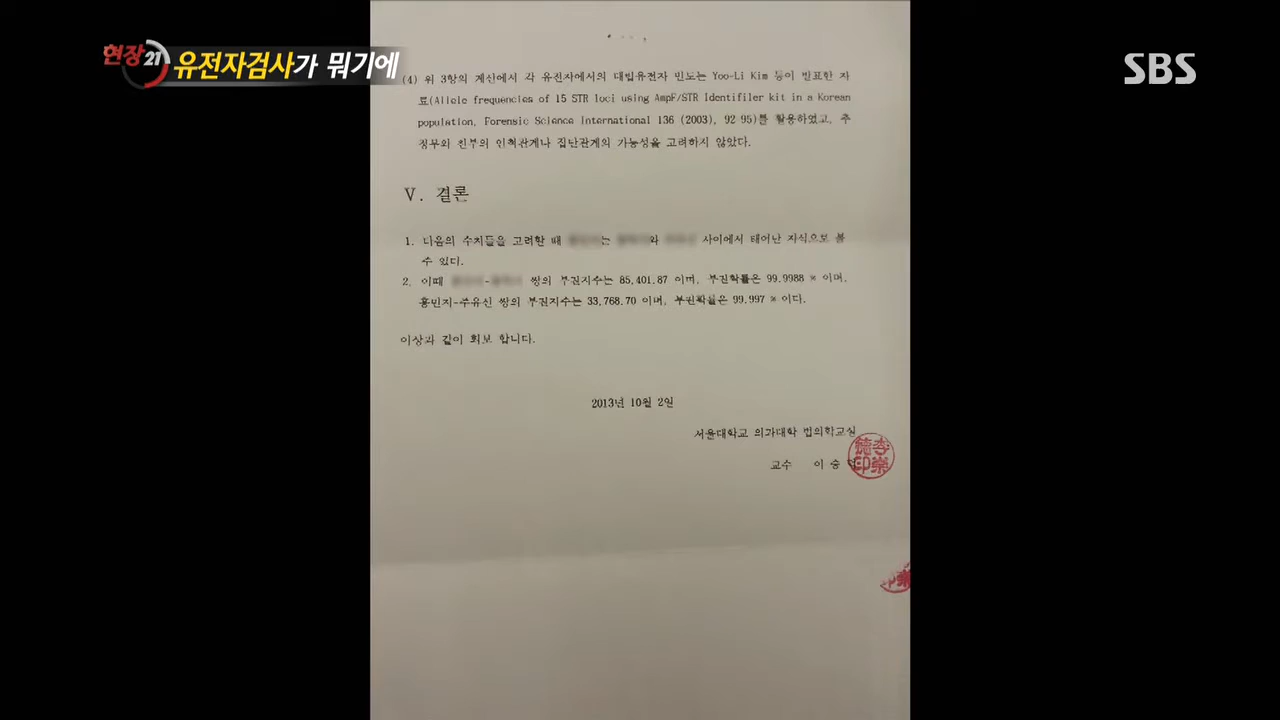 현장21 유전자검사가 뭐기에
SBS
(4) 위 3항의 계산에서 각 유전자에서의 대립유전자 빈도는 Yoo-Li Kim 등이 발표한 자
료(Allele frequencies of 15 STR loci using AmpF/STR Identifiler kit in a Korean
population, Forensic Science International 136 (2003), 92 95)를 활용하였고, 추
정부와 친부의 인척관계나 집단관계의 가능성을 고려하지 않았다.
V. 결론
1. 다음의 수치들을 고려할 때 는 와 사이에서 태어난 자식으로 볼
수 있다.
2. 이때 - 쌍의 부권지수는 85,401.87 이며, 부권확률은 99.9988 % 이며,
홍민지-주유신 쌍의 부권지수는 33,768.70 이며, 부권확률은 99.997 % 이다.
이상과 같이 회보 합니다.
2013년 10월 2일
서울대학교 의과대학 법의학교실
교수 이 숭